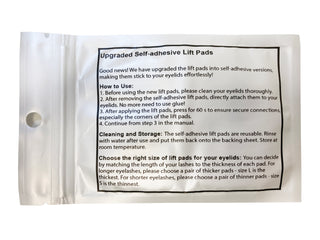 Upgraded Self-adhesive Lift Pads
Good news! We have upgraded the lift pads into self-adhesive versions,
making them stick to your eyelids effortlessly!
How to Use:
1. Before using the new lift pads, please clean your eyelids thoroughly.
2. After removing the self-adhesive lift pads, directly attach them to your
eyelids. No more need to use glue!
3. After applying the lift pads, press for 60 s to ensure secure connections,
especially the corners of the lift pads.
4. Continue from step 3 in the manual.
Cleaning and Storage: The self-adhesive lift pads are reusable. Rinse
with water after use and put them back onto the backing sheet. Store at
room temperature.
Choose the right size of lift pads for your eyelids: You can decide
by matching the length of your lashes to the thickness of each pad. For
longer eyelashes, please choose a pair of thicker pads - size L is the
thickest. For shorter eyelashes, please choose a pair of thinner pads - size
S is the thinnest.